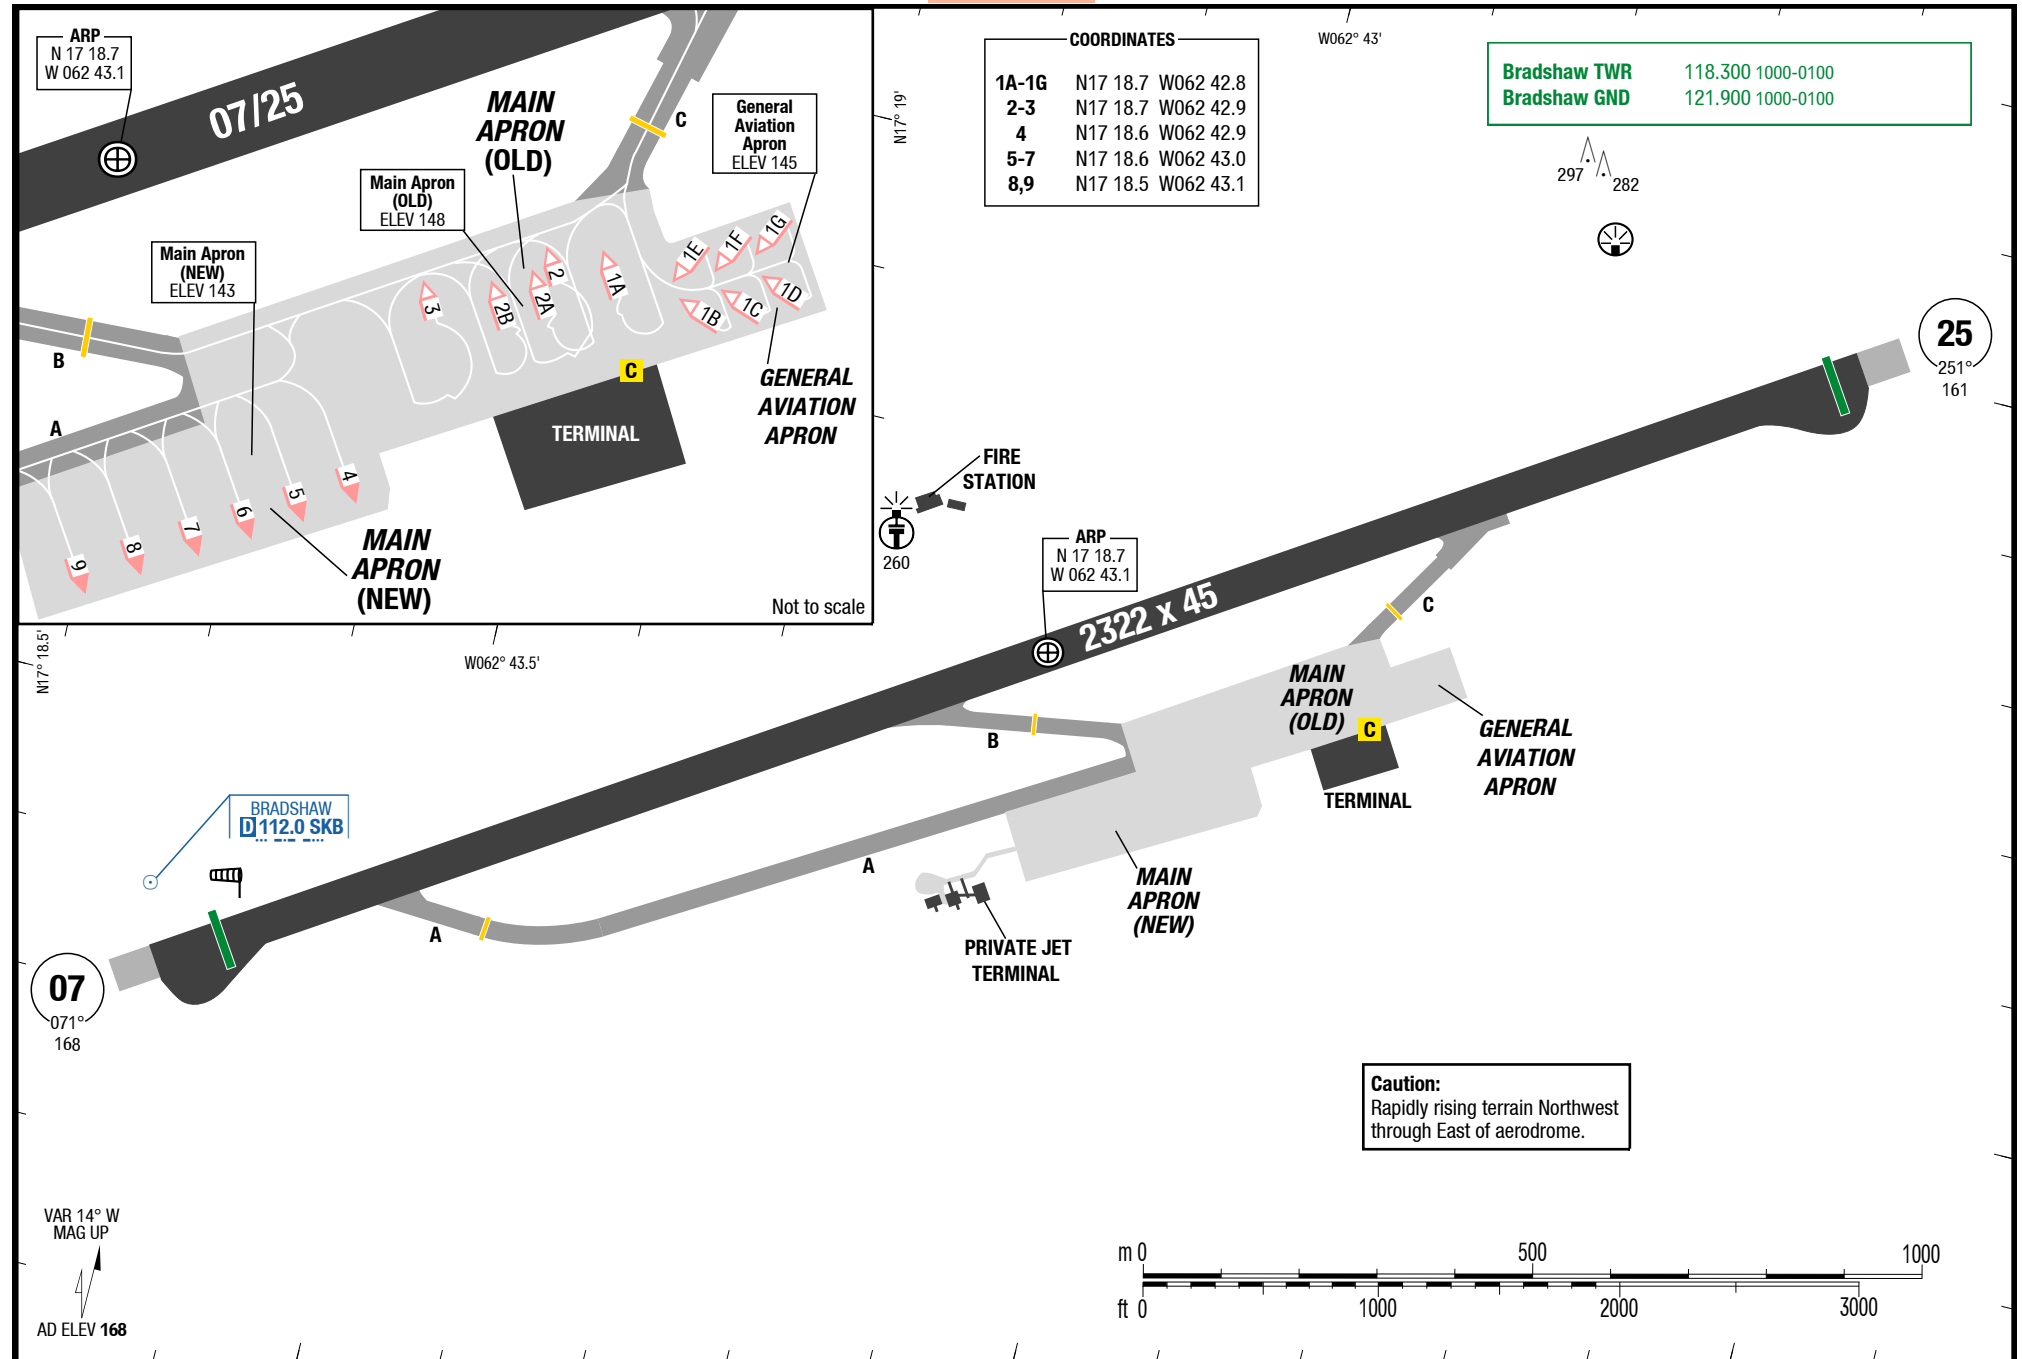 ARP
N 17 18.7
W 062 43.1
07/25
MAIN
APRON
(OLD)
C
General
Aviation
Apron
ELEV 145
Main Apron
(OLD)
ELEV 148
Main Apron
(NEW)
ELEV 143
1E
1F
1G
1D
1C
1B
1A
2
2A
2B
3
B
A
C
TERMINAL
GENERAL
AVIATION
APRON
4
5
6
7
8
9
MAIN
APRON
(NEW)
Not to scale
COORDINATES
1A-1G N17 18.7 W062 42.8
2-3 N17 18.7 W062 42.9
4 N17 18.6 W062 42.9
5-7 N17 18.6 W062 43.0
8,9 N17 18.5 W062 43.1
W062° 43'
N17° 19'
Bradshaw TWR 118.300 1000-0100
Bradshaw GND 121.900 1000-0100
297
282
25
251°
161
FIRE
STATION
260
ARP
N 17 18.7
W 062 43.1
2322 x 45
C
N17° 18.5'
W062° 43.5'
MAIN
APRON
(OLD)
C
GENERAL
AVIATION
APRON
TERMINAL
B
A
BRADSHAW
D 112.0 SKB
A
MAIN
APRON
(NEW)
PRIVATE JET
TERMINAL
07
071°
168
Caution:
Rapidly rising terrain Northwest
through East of aerodrome.
VAR 14° W
MAG UP
AD ELEV 168
m 0 500 1000
ft 0 1000 2000 3000